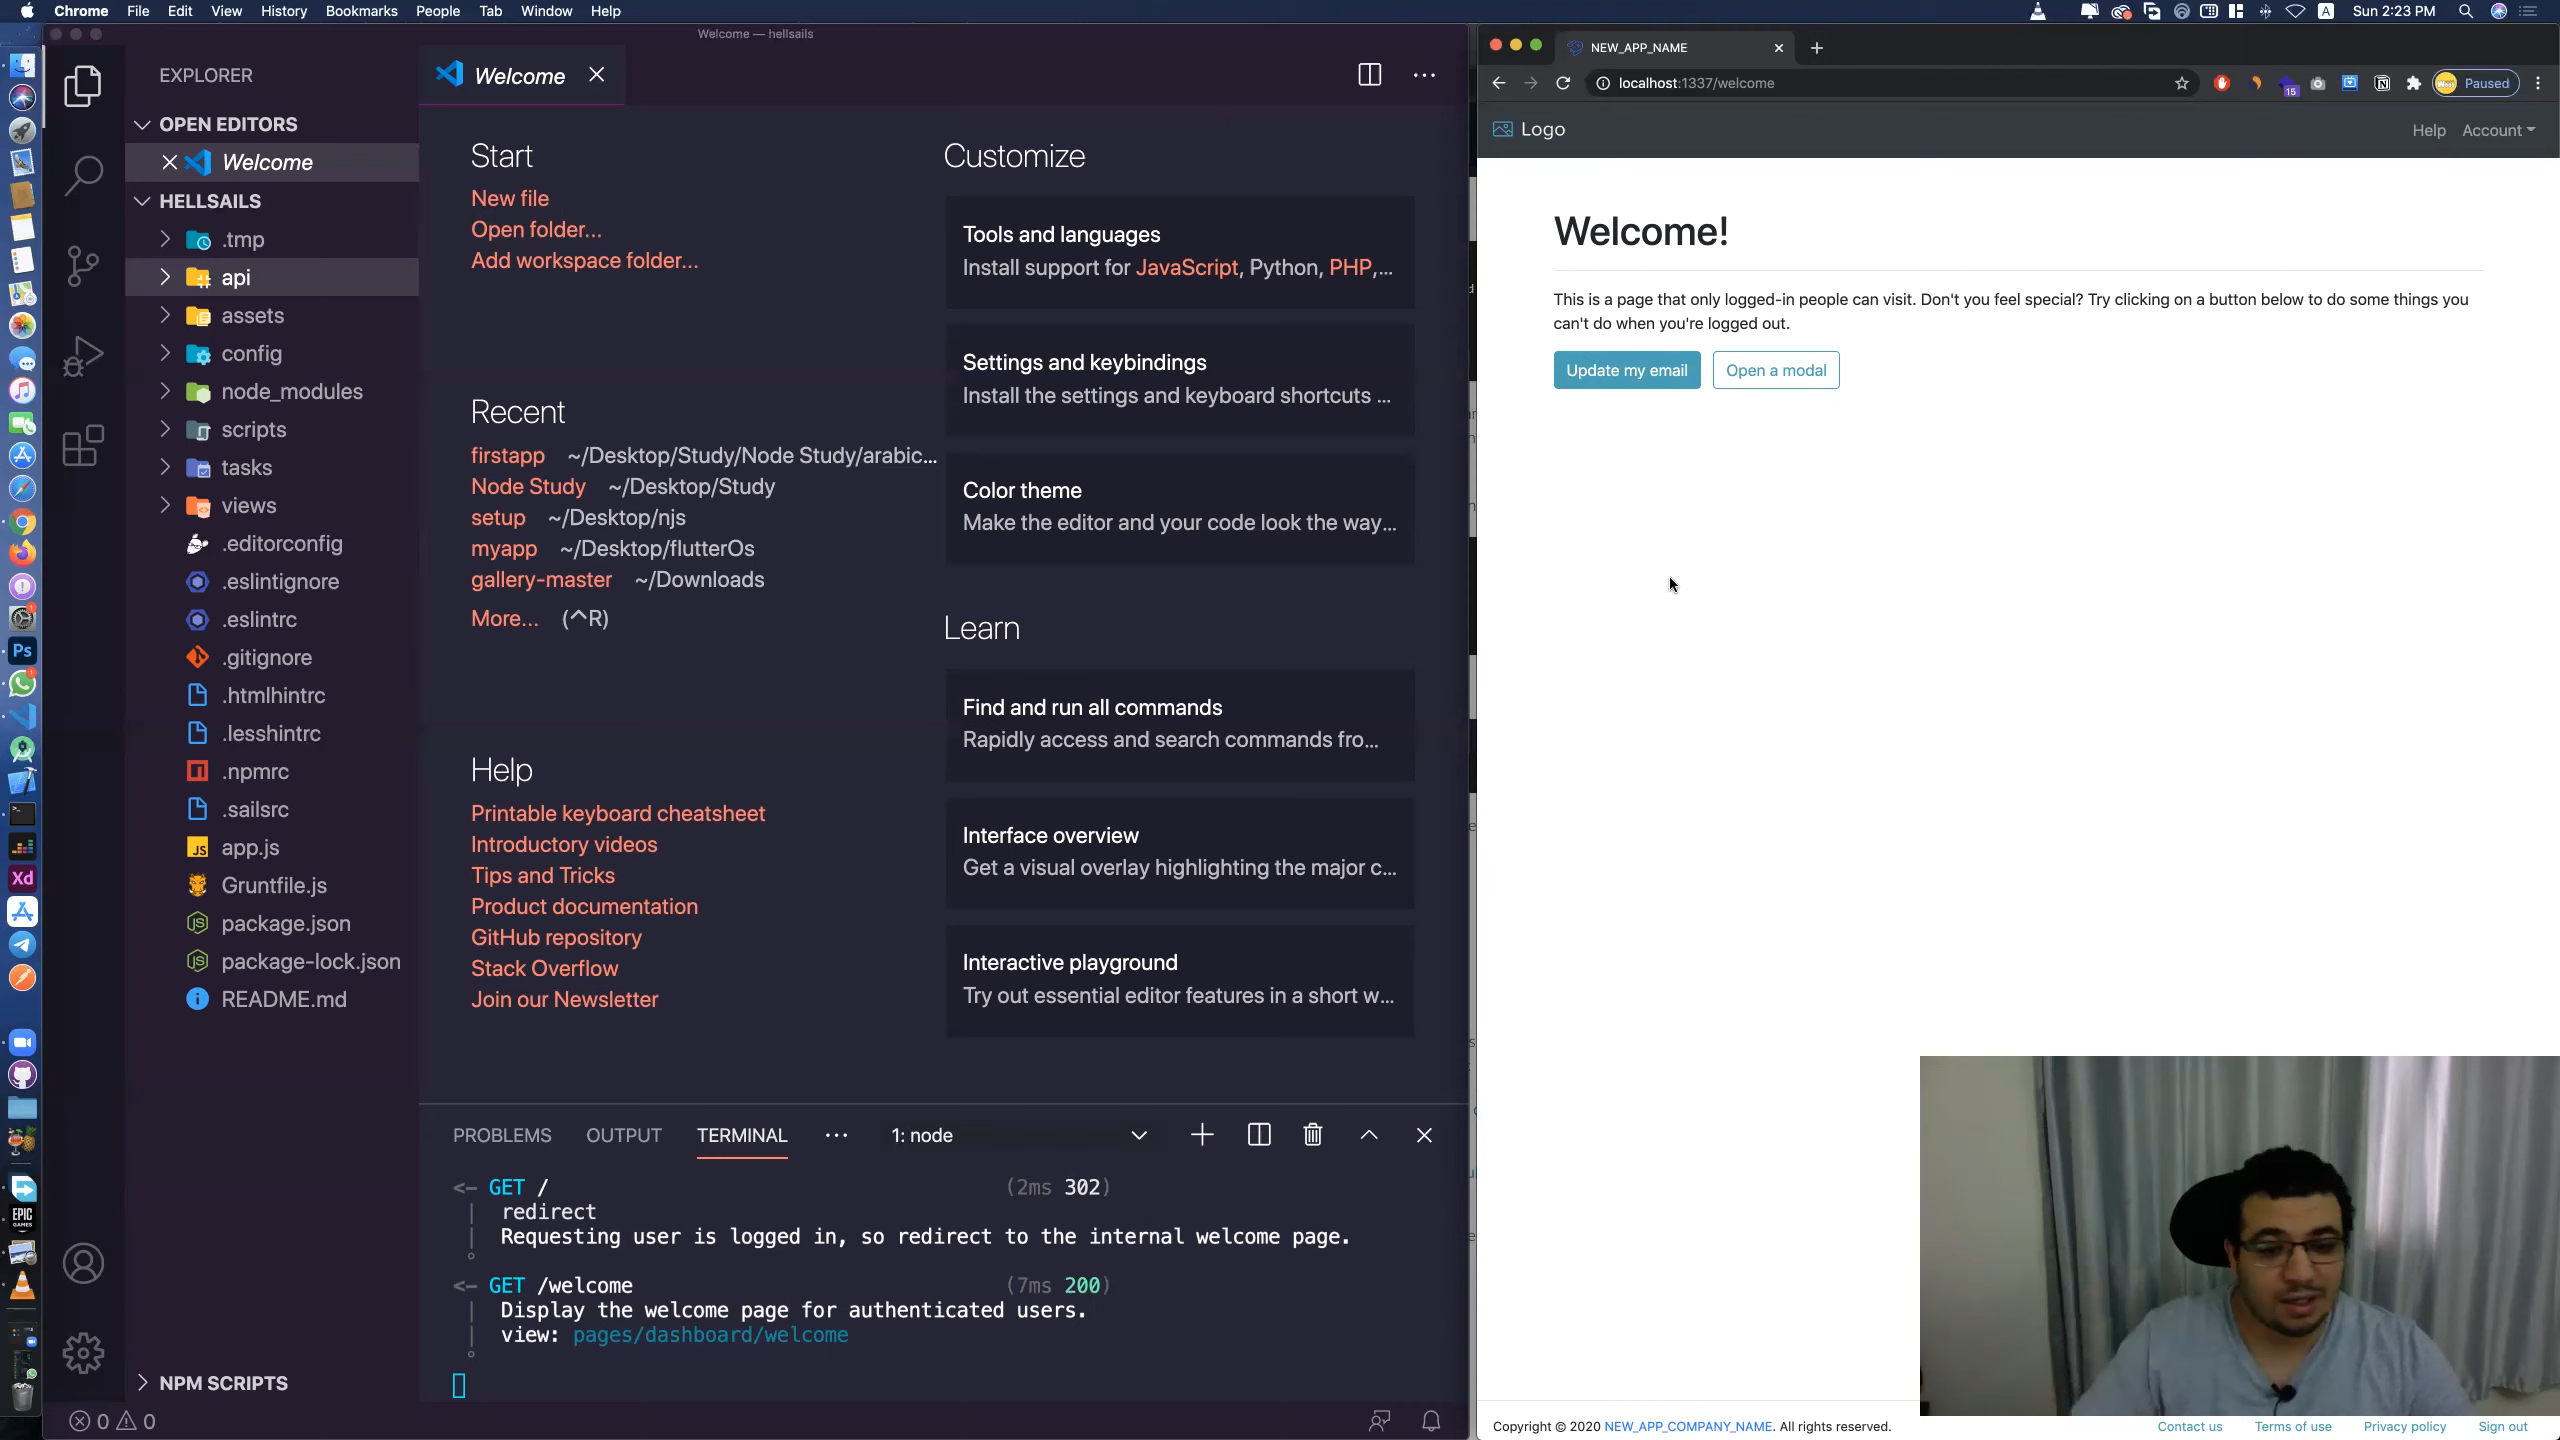 Chrome File Edit View History Bookmarks People Tab Window Help
Sun 2:23 PM
Welcome — hellsails
EXPLORER
OPEN EDITORS
Welcome
HELLSAILS
.tmp
api
assets
config
node_modules
scripts
tasks
views
.editorconfig
.eslintignore
.eslintrc
.gitignore
.htmlhintrc
.lesshintrc
.npmrc
.sailsrc
app.js
Gruntfile.js
package.json
package-lock.json
README.md
NPM SCRIPTS
0 0
Ps
Xd
EPIC GAMES
Welcome
Start
New file
Open folder...
Add workspace folder...
Recent
firstapp ~/Desktop/Study/Node Study/arabic...
Node Study ~/Desktop/Study
setup ~/Desktop/njs
myapp ~/Desktop/flutterOs
gallery-master ~/Downloads
More... (^R)
Help
Printable keyboard cheatsheet
Introductory videos
Tips and Tricks
Product documentation
GitHub repository
Stack Overflow
Join our Newsletter
Customize
Tools and languages
Install support for JavaScript, Python, PHP,...
Settings and keybindings
Install the settings and keyboard shortcuts ...
Color theme
Make the editor and your code look the way...
Learn
Find and run all commands
Rapidly access and search commands fro...
Interface overview
Get a visual overlay highlighting the major c...
Interactive playground
Try out essential editor features in a short w...
PROBLEMS OUTPUT TERMINAL ... 1: node
<- GET / (2ms 302)
redirect
Requesting user is logged in, so redirect to the internal welcome page.
<- GET /welcome (7ms 200)
Display the welcome page for authenticated users.
view: pages/dashboard/welcome
NEW_APP_NAME
localhost:1337/welcome
15
Paused
Logo
Help Account
Welcome!
This is a page that only logged-in people can visit. Don't you feel special? Try clicking on a button below to do some things you
can't do when you're logged out.
Update my email
Open a modal
Copyright © 2020 NEW_APP_COMPANY_NAME. All rights reserved.
Contact us Terms of use Privacy policy Sign out